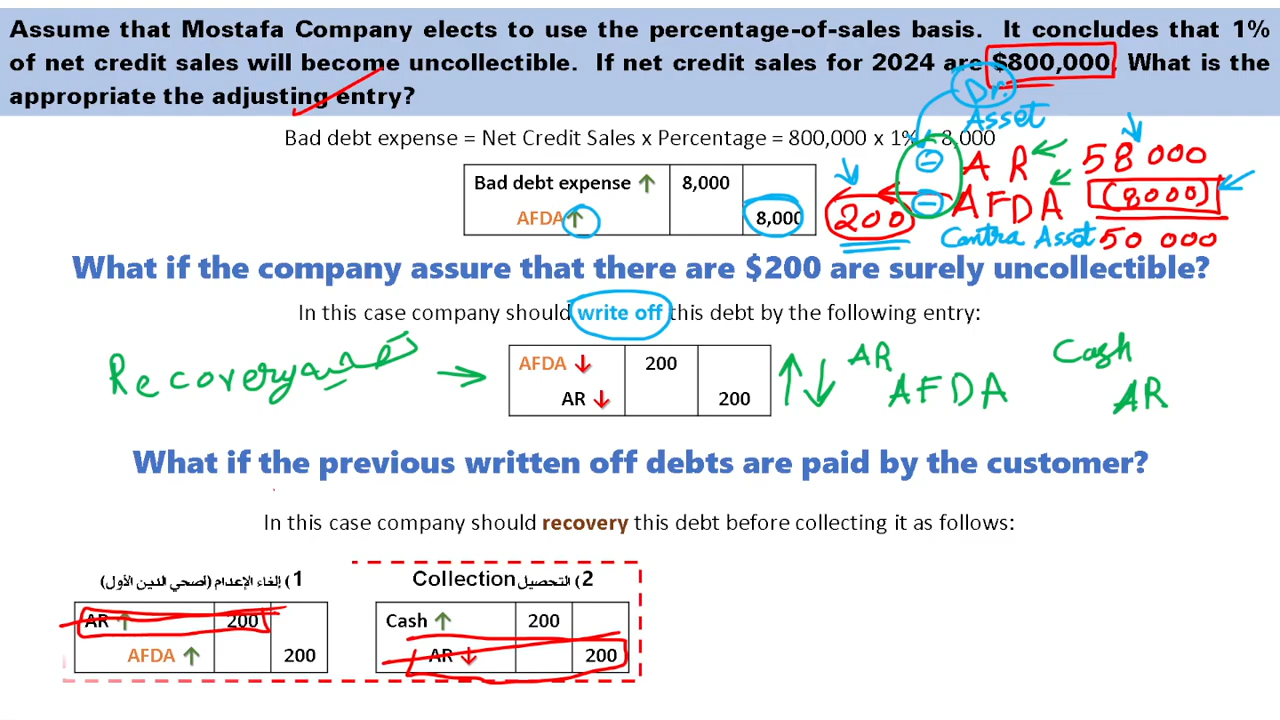 Assume that Mostafa Company elects to use the percentage-of-sales basis. It concludes that 1%
of net credit sales will become uncollectible. If net credit sales for 2024 are $800,000. What is the
appropriate the adjusting entry?
Dr.
Asset
Bad debt expense = Net Credit Sales x Percentage = 800,000 x 1% = 8,000
Bad debt expense ↑ 8,000
AFDA ↑ 8,000
- AR 58 000
200 - AFDA (8000)
Contra Asset 50 000
What if the company assure that there are $200 are surely uncollectible?
In this case company should write off this debt by the following entry:
Recovery →
AFDA ↓ 200
AR ↓ 200
↑↓ AR
AFDA
Cash
AR
What if the previous written off debts are paid by the customer?
In this case company should recovery this debt before collecting it as follows:
1) إلغاء الإعدام (أصحي الدين الأول)
AR ↑ 200
AFDA ↑ 200
2) التحصيل Collection
Cash ↑ 200
AR ↓ 200